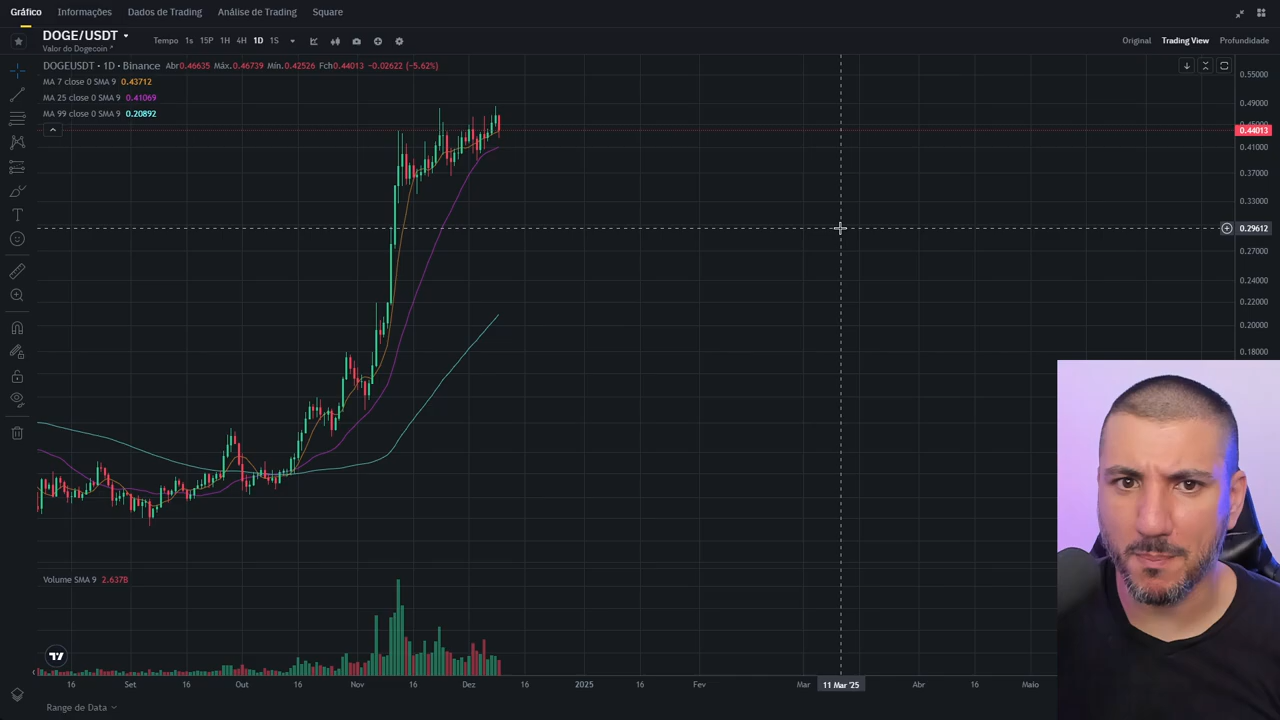 Gráfico Informações Dados de Trading Análise de Trading Square
DOGE/USDT
Valor do Dogecoin
Tempo 1s 15P 1H 4H 1D 1S
Original Trading View Profundidade
DOGEUSDT · 1D · Binance Abr0.46635 Máx.0.46739 Mín.0.42526 Fch0.44013 −0.02622 (−5.62%)
MA 7 close 0 SMA 9 0.43712
MA 25 close 0 SMA 9 0.41069
MA 99 close 0 SMA 9 0.20892
0.55000
0.49000
0.44013
0.41000
0.37000
0.33000
0.29612
0.27000
0.24000
0.22000
0.20000
0.18000
Volume SMA 9 2.637B
16 Set 16 Out 16 Nov 16 Dez 16 2025 16 Fev Mar 11 Mar '25 Abr 16 Maio
Range de Data